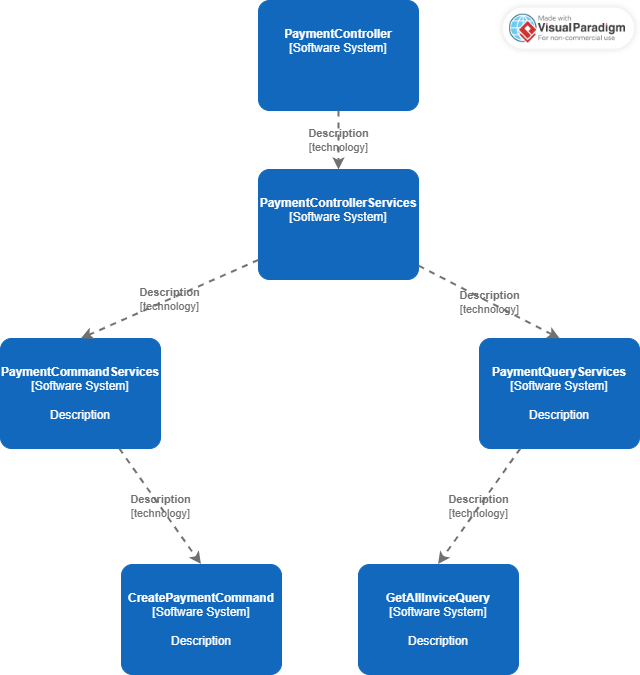 PaymentController
[Software System]
Made with
Visual Paradigm
For non-commercial use
Description
[technology]
PaymentControllerServices
[Software System]
Description
[technology]
Description
[technology]
PaymentCommandServices
[Software System]
Description
PaymentQueryServices
[Software System]
Description
Description
[technology]
Description
[technology]
CreatePaymentCommand
[Software System]
Description
GetAllInviceQuery
[Software System]
Description